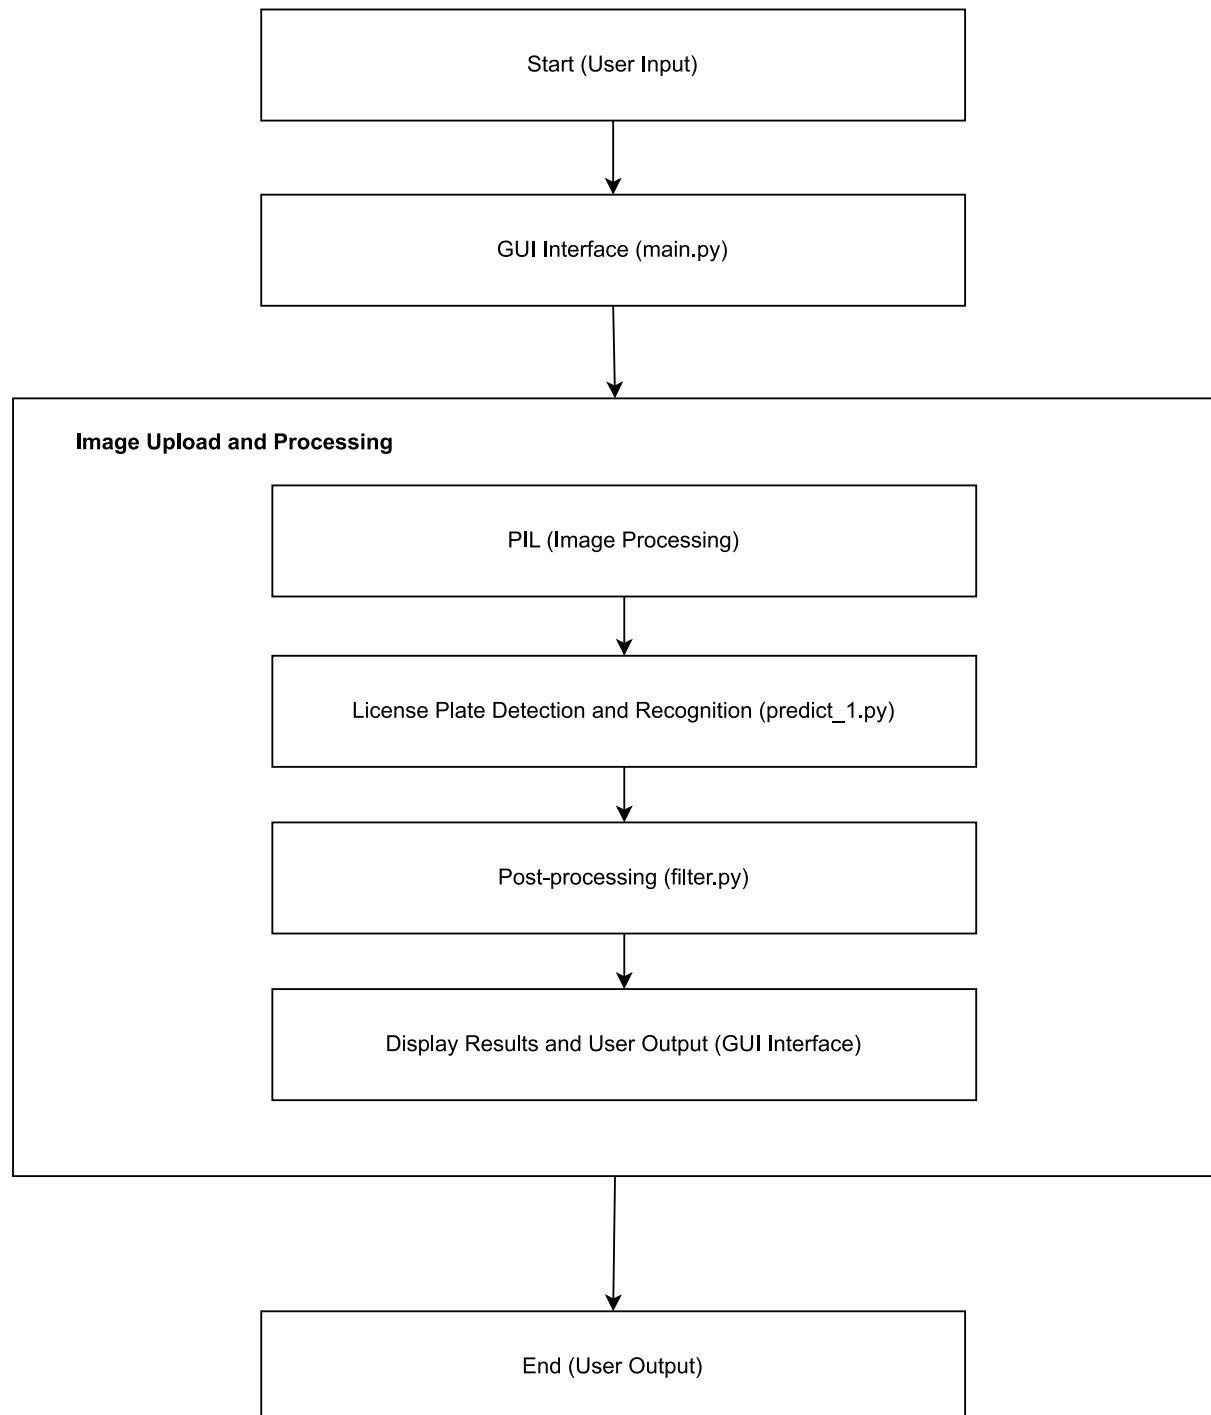 Start (User Input)
GUI Interface (main.py)
Image Upload and Processing
PIL (Image Processing)
License Plate Detection and Recognition (predict_1.py)
Post-processing (filter.py)
Display Results and User Output (GUI Interface)
End (User Output)